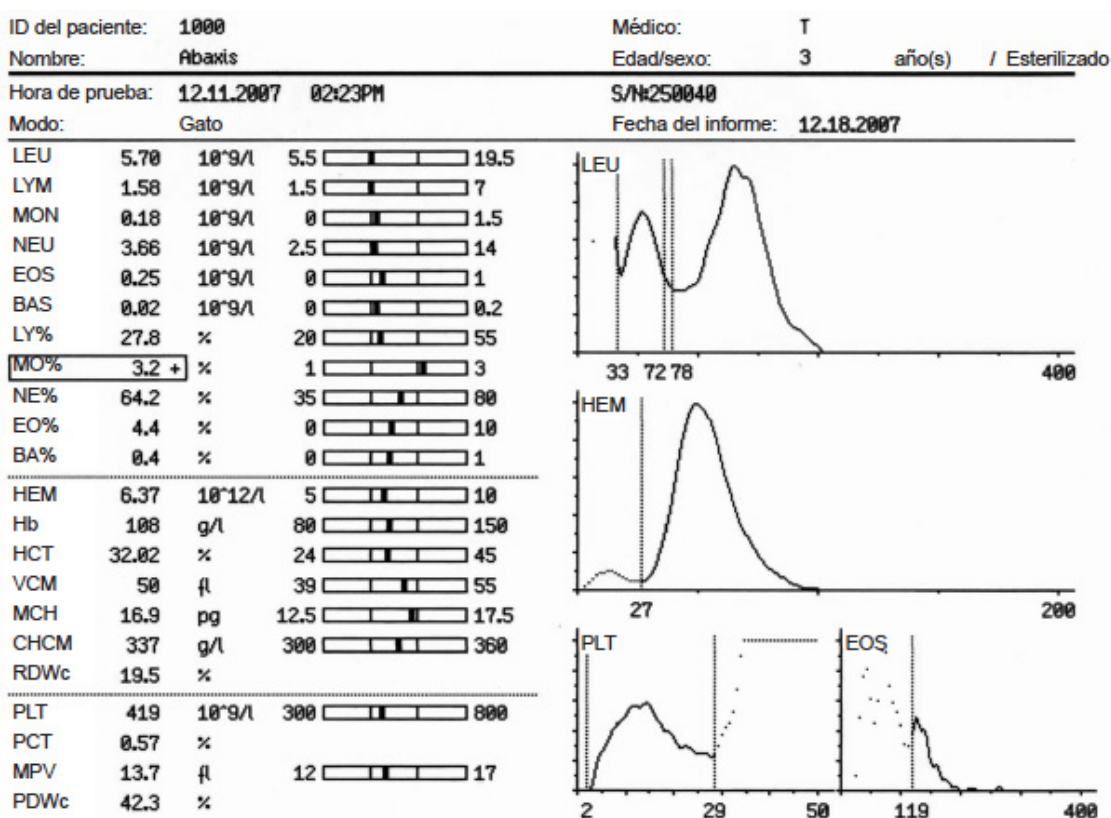 ID del paciente: 1000 Médico: T
Nombre: Abaxis Edad/sexo: 3 año(s) / Esterilizado
Hora de prueba: 12.11.2007 02:23PM S/N:250040
Modo: Gato Fecha del informe: 12.18.2007
LEU 5.70 10^9/l 5.5 19.5
LYM 1.58 10^9/l 1.5 7
MON 0.18 10^9/l 0 1.5
NEU 3.66 10^9/l 2.5 14
EOS 0.25 10^9/l 0 1
BAS 0.02 10^9/l 0 0.2
LY% 27.8 % 20 55
MO% 3.2 + % 1 3
NE% 64.2 % 35 80
EO% 4.4 % 0 10
BA% 0.4 % 0 1
HEM 6.37 10^12/l 5 10
Hb 108 g/l 80 150
HCT 32.02 % 24 45
VCM 50 fl 39 55
MCH 16.9 pg 12.5 17.5
CHCM 337 g/l 300 360
RDWc 19.5 %
PLT 419 10^9/l 300 800
PCT 0.57 %
MPV 13.7 fl 12 17
PDWc 42.3 %
LEU
33 72 78 400
HEM
27 200
PLT
2 29 50
EOS
119 400